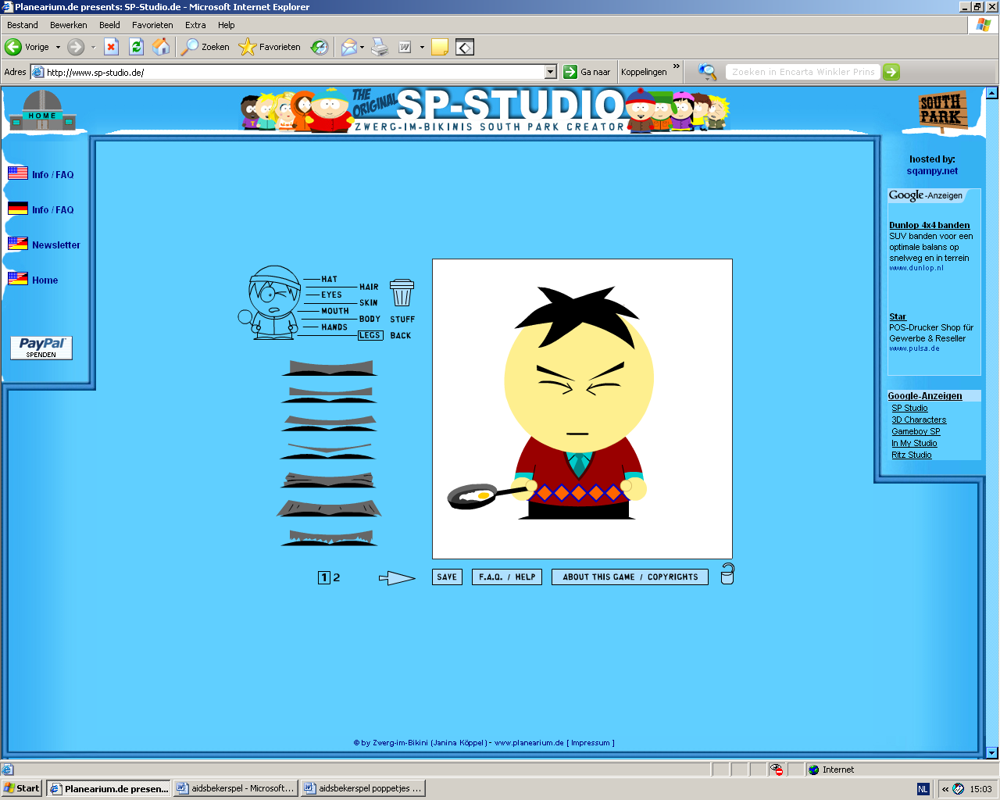 Planearium.de presents: SP-Studio.de - Microsoft Internet Explorer
Bestand Bewerken Beeld Favorieten Extra Help
Vorige Zoeken Favorieten
Adres http://www.sp-studio.de/ Ga naar Koppelingen » Zoeken in Encarta Winkler Prins
HOME
THE ORIGINAL SP-STUDIO
ZWERG-IM-BIKINIS SOUTH PARK CREATOR
SOUTH PARK
Info / FAQ
Info / FAQ
Newsletter
Home
PayPal
SPENDEN
HAT
HAIR
EYES
SKIN
MOUTH
BODY
STUFF
HANDS
LEGS
BACK
1 2
SAVE
F.A.Q. / HELP
ABOUT THIS GAME / COPYRIGHTS
hosted by:
sqampy.net
Google-Anzeigen
Dunlop 4x4 banden
SUV banden voor een
optimale balans op
snelweg en in terrein
www.dunlop.nl
Star
POS-Drucker Shop für
Gewerbe & Reseller
www.pulsa.de
Google-Anzeigen
SP Studio
3D Characters
Gameboy SP
In My Studio
Ritz Studio
© by Zwerg-im-Bikini (Janina Köppel) - www.planearium.de [ Impressum ]
Internet
Start Planearium.de presen... aidsbekerspel - Microsoft... aidsbekerspel poppetjes ... NL « 15:03